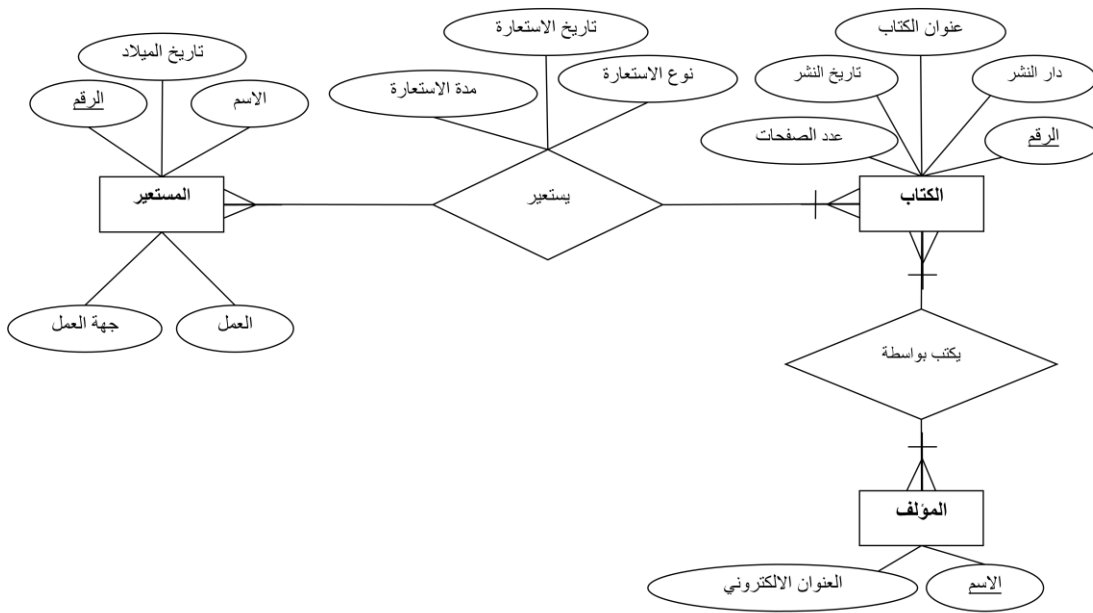 عنوان الكتاب
تاريخ الاستعارة
تاريخ الميلاد
دار النشر
تاريخ النشر
نوع الاستعارة
مدة الاستعارة
الاسم
الرقم
الرقم
عدد الصفحات
الكتاب
يستعير
المستعير
العمل
جهة العمل
يكتب بواسطة
المؤلف
الاسم
العنوان الالكتروني